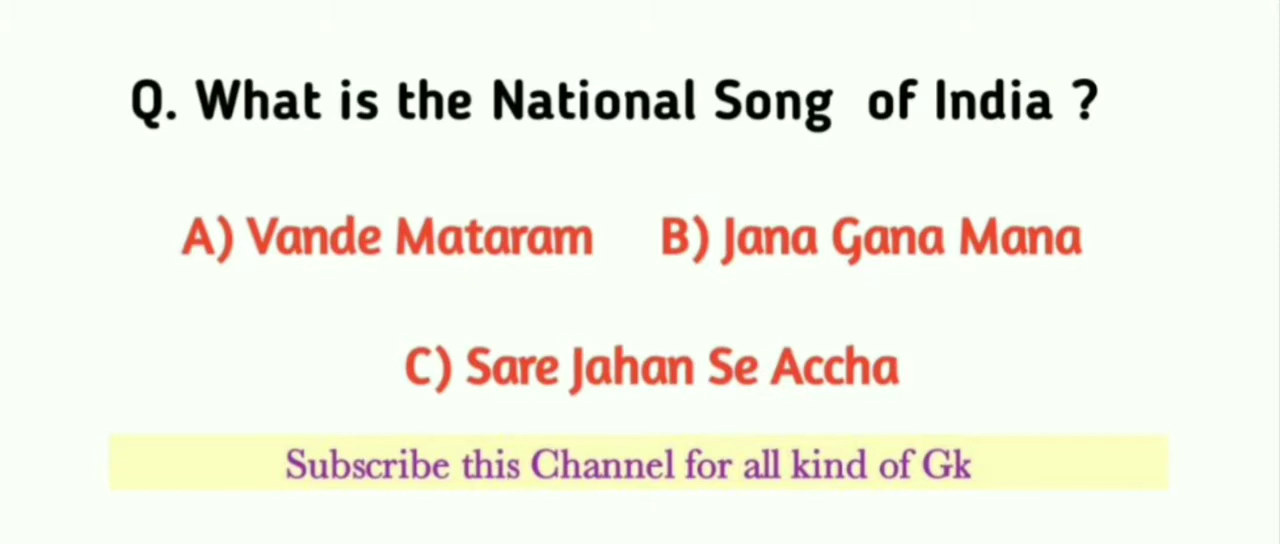 Q. What is the National Song of India ?
A) Vande Mataram B) Jana Gana Mana
C) Sare Jahan Se Accha
Subscribe this Channel for all kind of Gk